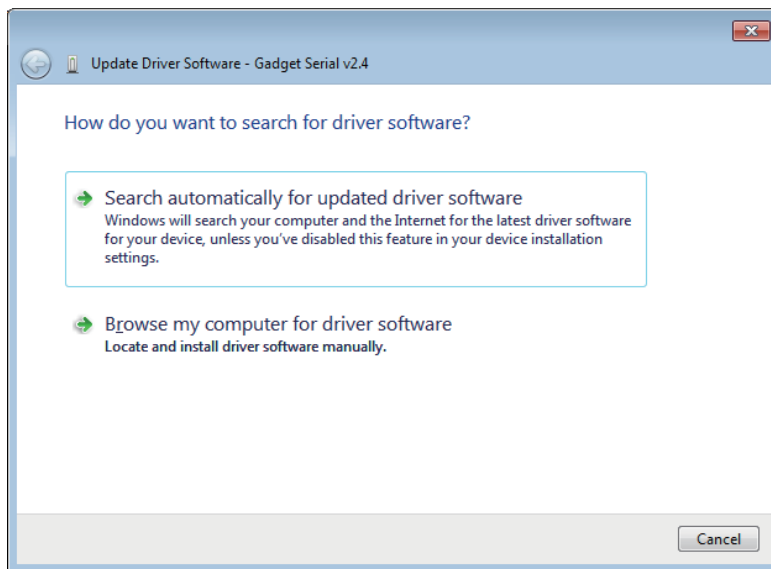 Update Driver Software - Gadget Serial v2.4
How do you want to search for driver software?
Search automatically for updated driver software
Windows will search your computer and the Internet for the latest driver software
for your device, unless you've disabled this feature in your device installation
settings.
Browse my computer for driver software
Locate and install driver software manually.
Cancel